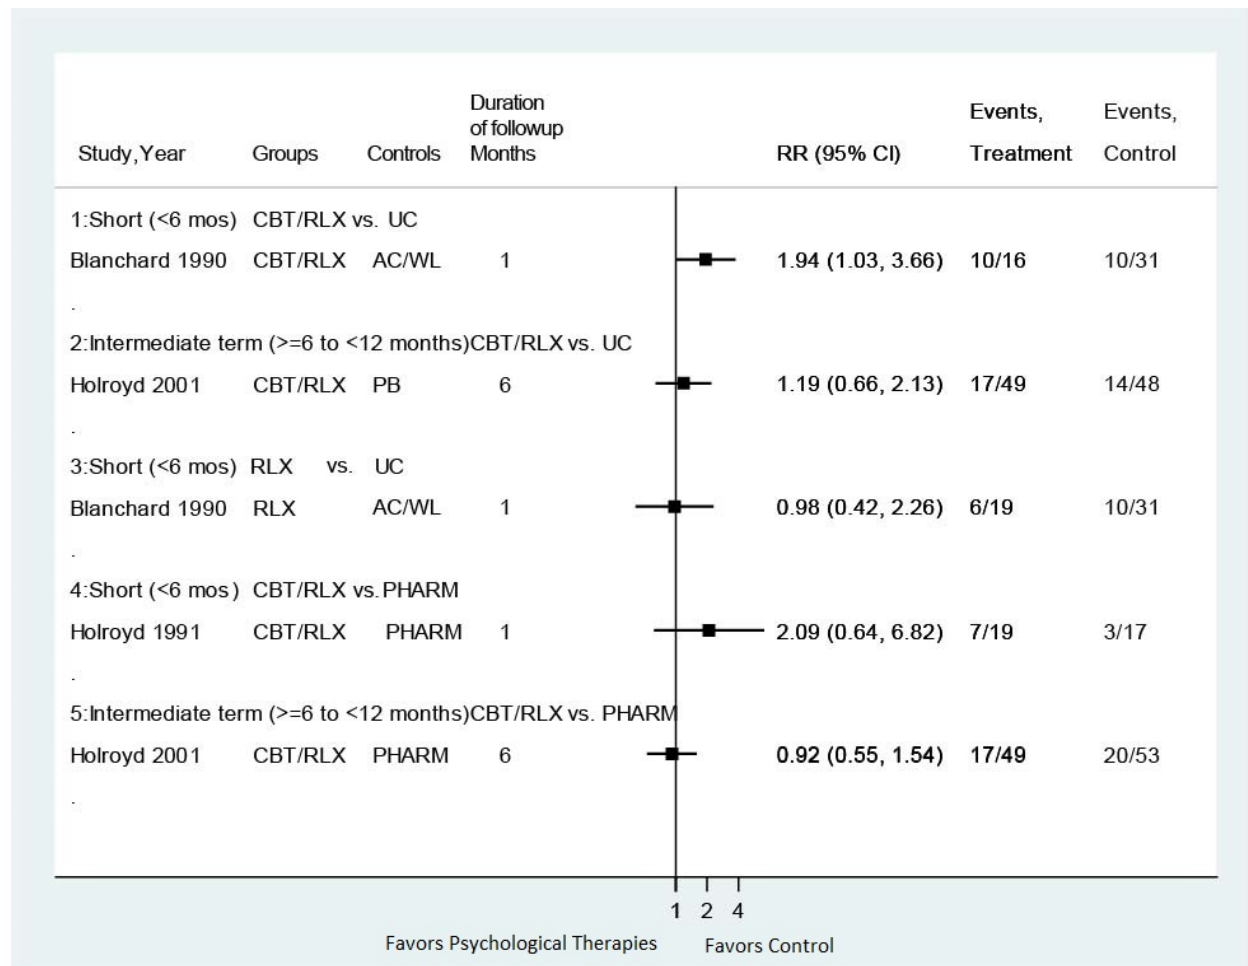 Study,Year Groups Controls Duration of followup Months RR (95% CI) Events, Treatment Events, Control
1:Short (<6 mos) CBT/RLX vs. UC
Blanchard 1990 CBT/RLX AC/WL 1 1.94 (1.03, 3.66) 10/16 10/31
.
2:Intermediate term (>=6 to <12 months)CBT/RLX vs. UC
Holroyd 2001 CBT/RLX PB 6 1.19 (0.66, 2.13) 17/49 14/48
.
3:Short (<6 mos) RLX vs. UC
Blanchard 1990 RLX AC/WL 1 0.98 (0.42, 2.26) 6/19 10/31
.
4:Short (<6 mos) CBT/RLX vs. PHARM
Holroyd 1991 CBT/RLX PHARM 1 2.09 (0.64, 6.82) 7/19 3/17
.
5:Intermediate term (>=6 to <12 months)CBT/RLX vs. PHARM
Holroyd 2001 CBT/RLX PHARM 6 0.92 (0.55, 1.54) 17/49 20/53
.
1 2 4
Favors Psychological Therapies Favors Control